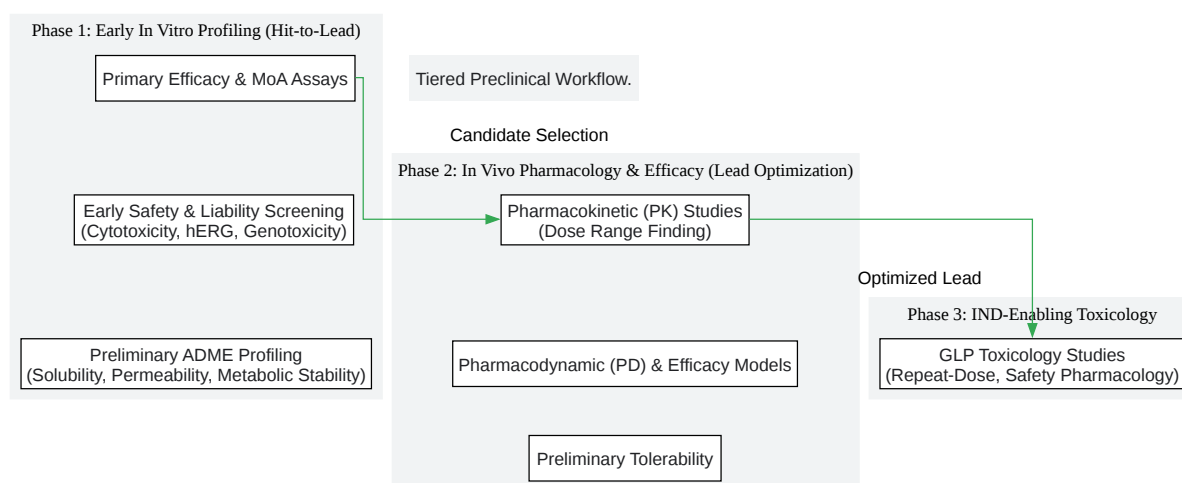 Phase 1: Early In Vitro Profiling (Hit-to-Lead)
Primary Efficacy & MoA Assays
Early Safety & Liability Screening
(Cytotoxicity, hERG, Genotoxicity)
Preliminary ADME Profiling
(Solubility, Permeability, Metabolic Stability)
Tiered Preclinical Workflow.
Candidate Selection
Phase 2: In Vivo Pharmacology & Efficacy (Lead Optimization)
Pharmacokinetic (PK) Studies
(Dose Range Finding)
Pharmacodynamic (PD) & Efficacy Models
Preliminary Tolerability
Optimized Lead
Phase 3: IND-Enabling Toxicology
GLP Toxicology Studies
(Repeat-Dose, Safety Pharmacology)